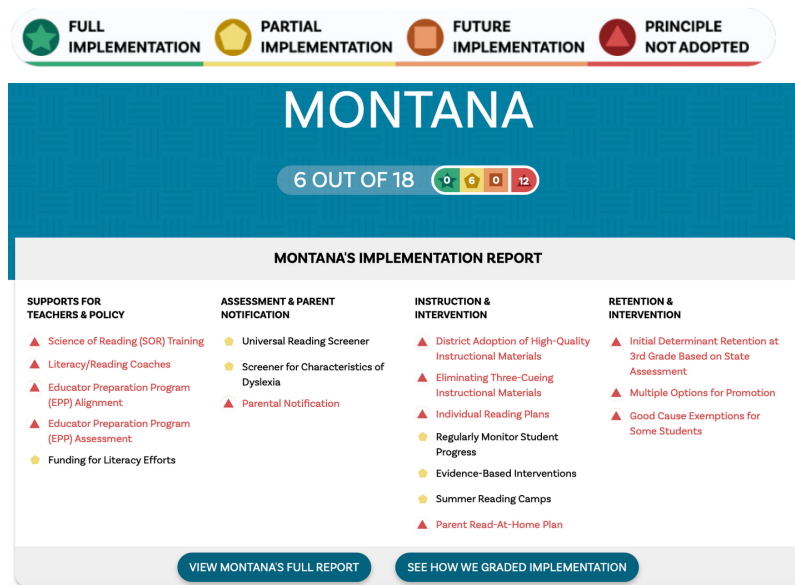 FULL
IMPLEMENTATION
PARTIAL
IMPLEMENTATION
FUTURE
IMPLEMENTATION
PRINCIPLE
NOT ADOPTED
MONTANA
6 OUT OF 18 0 6 0 12
MONTANA'S IMPLEMENTATION REPORT
SUPPORTS FOR
TEACHERS & POLICY
Science of Reading (SOR) Training
Literacy/Reading Coaches
Educator Preparation Program
(EPP) Alignment
Educator Preparation Program
(EPP) Assessment
Funding for Literacy Efforts
ASSESSMENT & PARENT
NOTIFICATION
Universal Reading Screener
Screener for Characteristics of
Dyslexia
Parental Notification
INSTRUCTION &
INTERVENTION
District Adoption of High-Quality
Instructional Materials
Eliminating Three-Cueing
Instructional Materials
Individual Reading Plans
Regularly Monitor Student
Progress
Evidence-Based Interventions
Summer Reading Camps
Parent Read-At-Home Plan
RETENTION &
INTERVENTION
Initial Determinant Retention at
3rd Grade Based on State
Assessment
Multiple Options for Promotion
Good Cause Exemptions for
Some Students
VIEW MONTANA'S FULL REPORT
SEE HOW WE GRADED IMPLEMENTATION